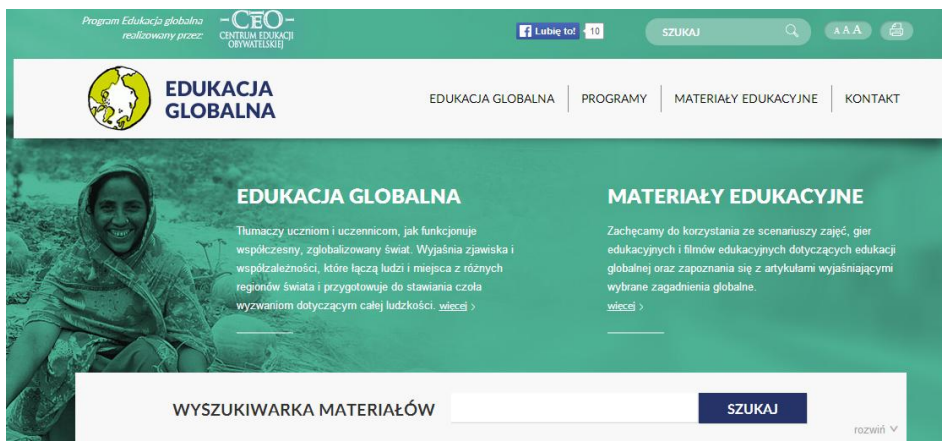 Program Edukacja globalna
realizowany przez:
CEO
CENTRUM EDUKACJI
OBYWATELSKIEJ
Lubię to! 10
SZUKAJ
A A A
EDUKACJA
GLOBALNA
EDUKACJA GLOBALNA
PROGRAMY
MATERIAŁY EDUKACYJNE
KONTAKT
EDUKACJA GLOBALNA
Tłumaczy uczniom i uczennicom, jak funkcjonuje
współczesny, zglobalizowany świat. Wyjaśnia zjawiska i
współzależności, które łączą ludzi i miejsca z różnych
regionów świata i przygotowuje do stawiania czoła
wyzwaniom dotyczącym całej ludzkości. więcej >
MATERIAŁY EDUKACYJNE
Zachęcamy do korzystania ze scenariuszy zajęć, gier
edukacyjnych i filmów edukacyjnych dotyczących edukacji
globalnej oraz zapoznania się z artykułami wyjaśniającymi
wybrane zagadnienia globalne.
więcej >
WYSZUKIWARKA MATERIAŁÓW
SZUKAJ
rozwiń